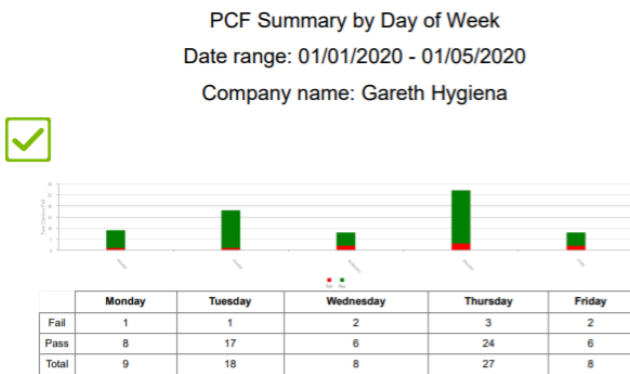 PCF Summary by Day of Week
Date range: 01/01/2020 - 01/05/2020
Company name: Gareth Hygiena
Monday Tuesday Wednesday Thursday Friday
Fail 1 1 2 3 2
Pass 8 17 6 24 6
Total 9 18 8 27 8